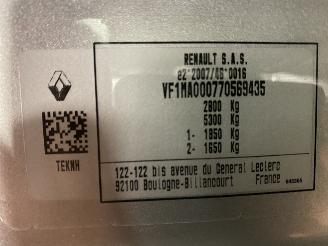 RENAULT S.A.S.
e2*2007/46*0016
VF1MA000770569435
2800 Kg
5300 Kg
1- 1850 Kg
2- 1650 Kg
TEKNH
122-122 bis avenue du General Leclerc
92100 Boulogne-Billancourt France